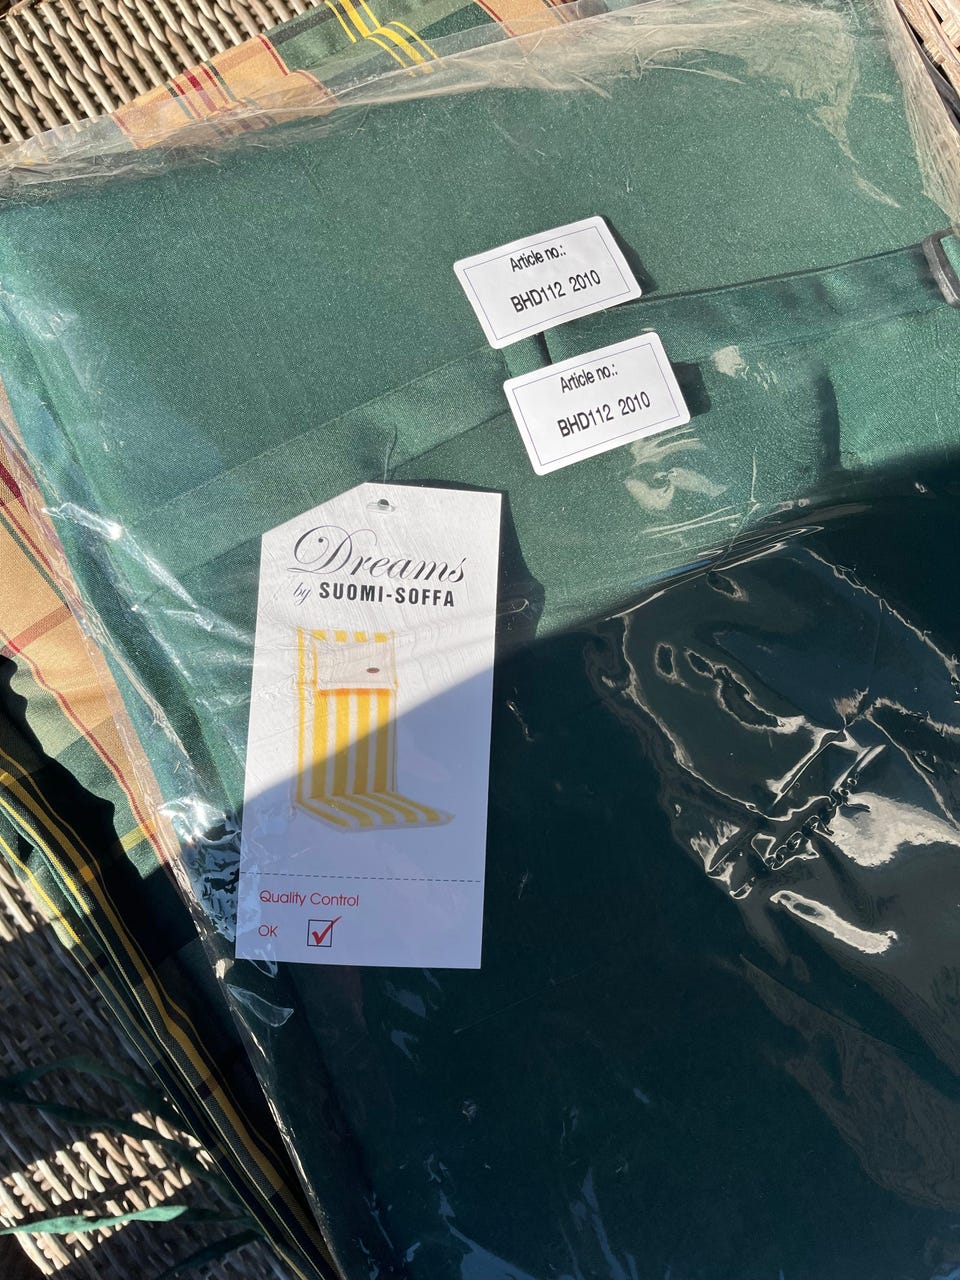 Article no.:
BHD112 2010
Article no.:
BHD112 2010
Dreams
by SUOMI-SOFFA
Quality Control
OK